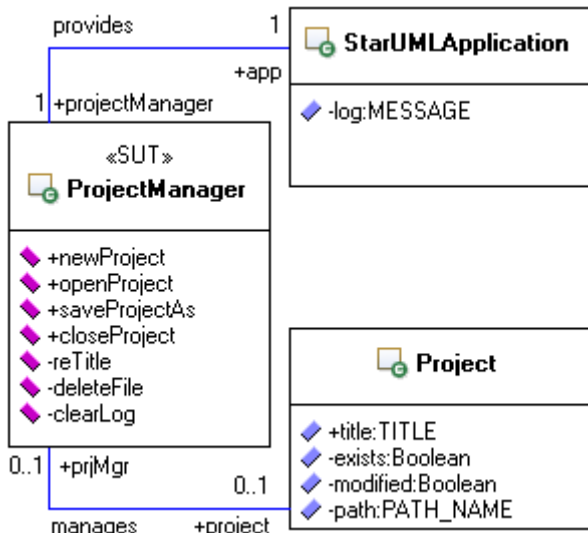 provides 1
StarUMLApplication
+app
-log:MESSAGE
1 +projectManager
«SUT»
ProjectManager
+newProject
+openProject
+saveProjectAs
+closeProject
-reTitle
-deleteFile
-clearLog
Project
+title:TITLE
-exists:Boolean
-modified:Boolean
-path:PATH_NAME
0..1 +prjMgr
0..1
manages +project